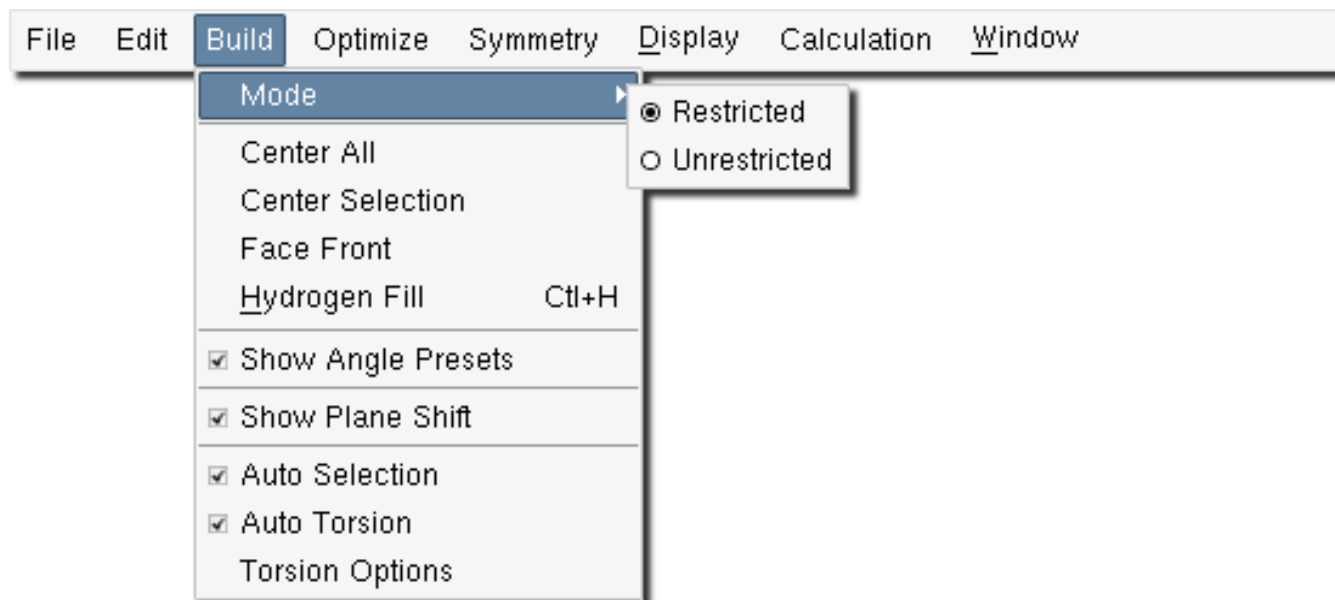 File Edit Build Optimize Symmetry Display Calculation Window
Mode
Restricted
Unrestricted
Center All
Center Selection
Face Front
Hydrogen Fill Ctl+H
Show Angle Presets
Show Plane Shift
Auto Selection
Auto Torsion
Torsion Options